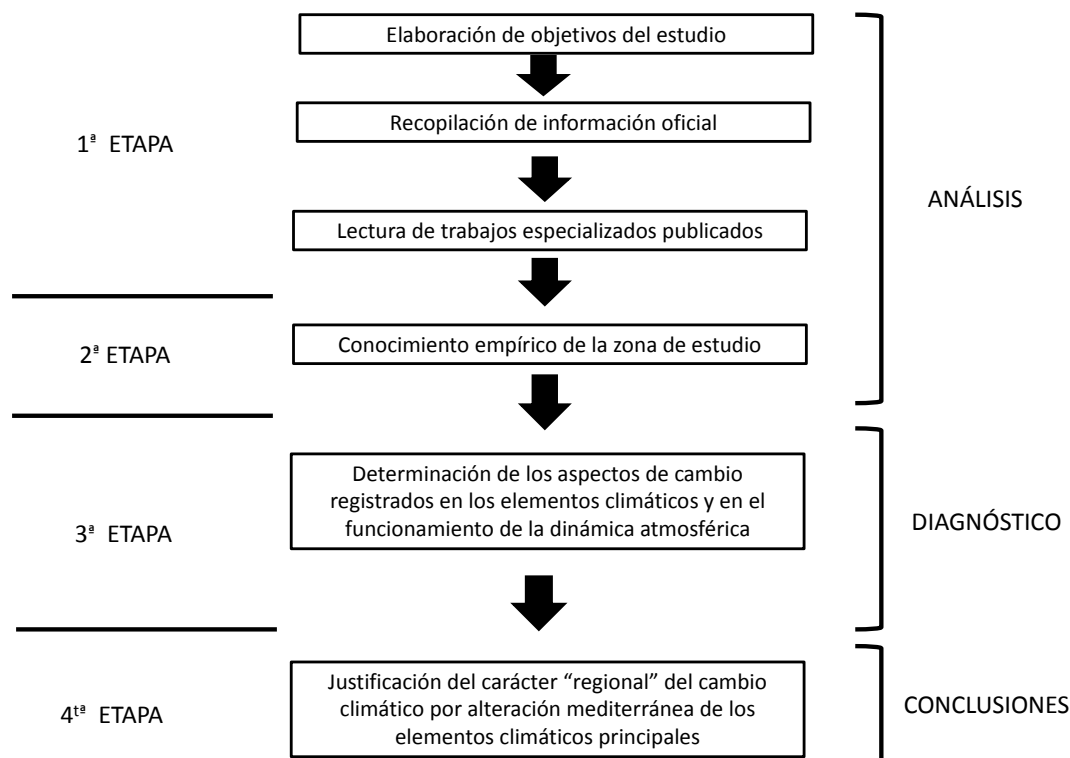 Elaboración de objetivos del estudio
Recopilación de información oficial
1ª ETAPA
ANÁLISIS
Lectura de trabajos especializados publicados
2ª ETAPA
Conocimiento empírico de la zona de estudio
Determinación de los aspectos de cambio
registrados en los elementos climáticos y en el
funcionamiento de la dinámica atmosférica
3ª ETAPA
DIAGNÓSTICO
Justificación del carácter “regional” del cambio
climático por alteración mediterránea de los
elementos climáticos principales
4tª ETAPA
CONCLUSIONES